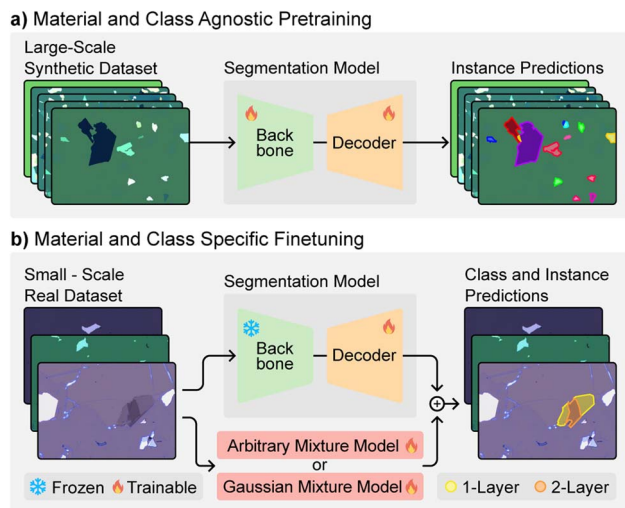 a) Material and Class Agnostic Pretraining
Large-Scale
Synthetic Dataset
Segmentation Model
Instance Predictions
Back
bone
Decoder
b) Material and Class Specific Finetuning
Small - Scale
Real Dataset
Segmentation Model
Class and Instance
Predictions
Back
bone
Decoder
Arbitrary Mixture Model
or
Gaussian Mixture Model
Frozen
Trainable
1-Layer
2-Layer